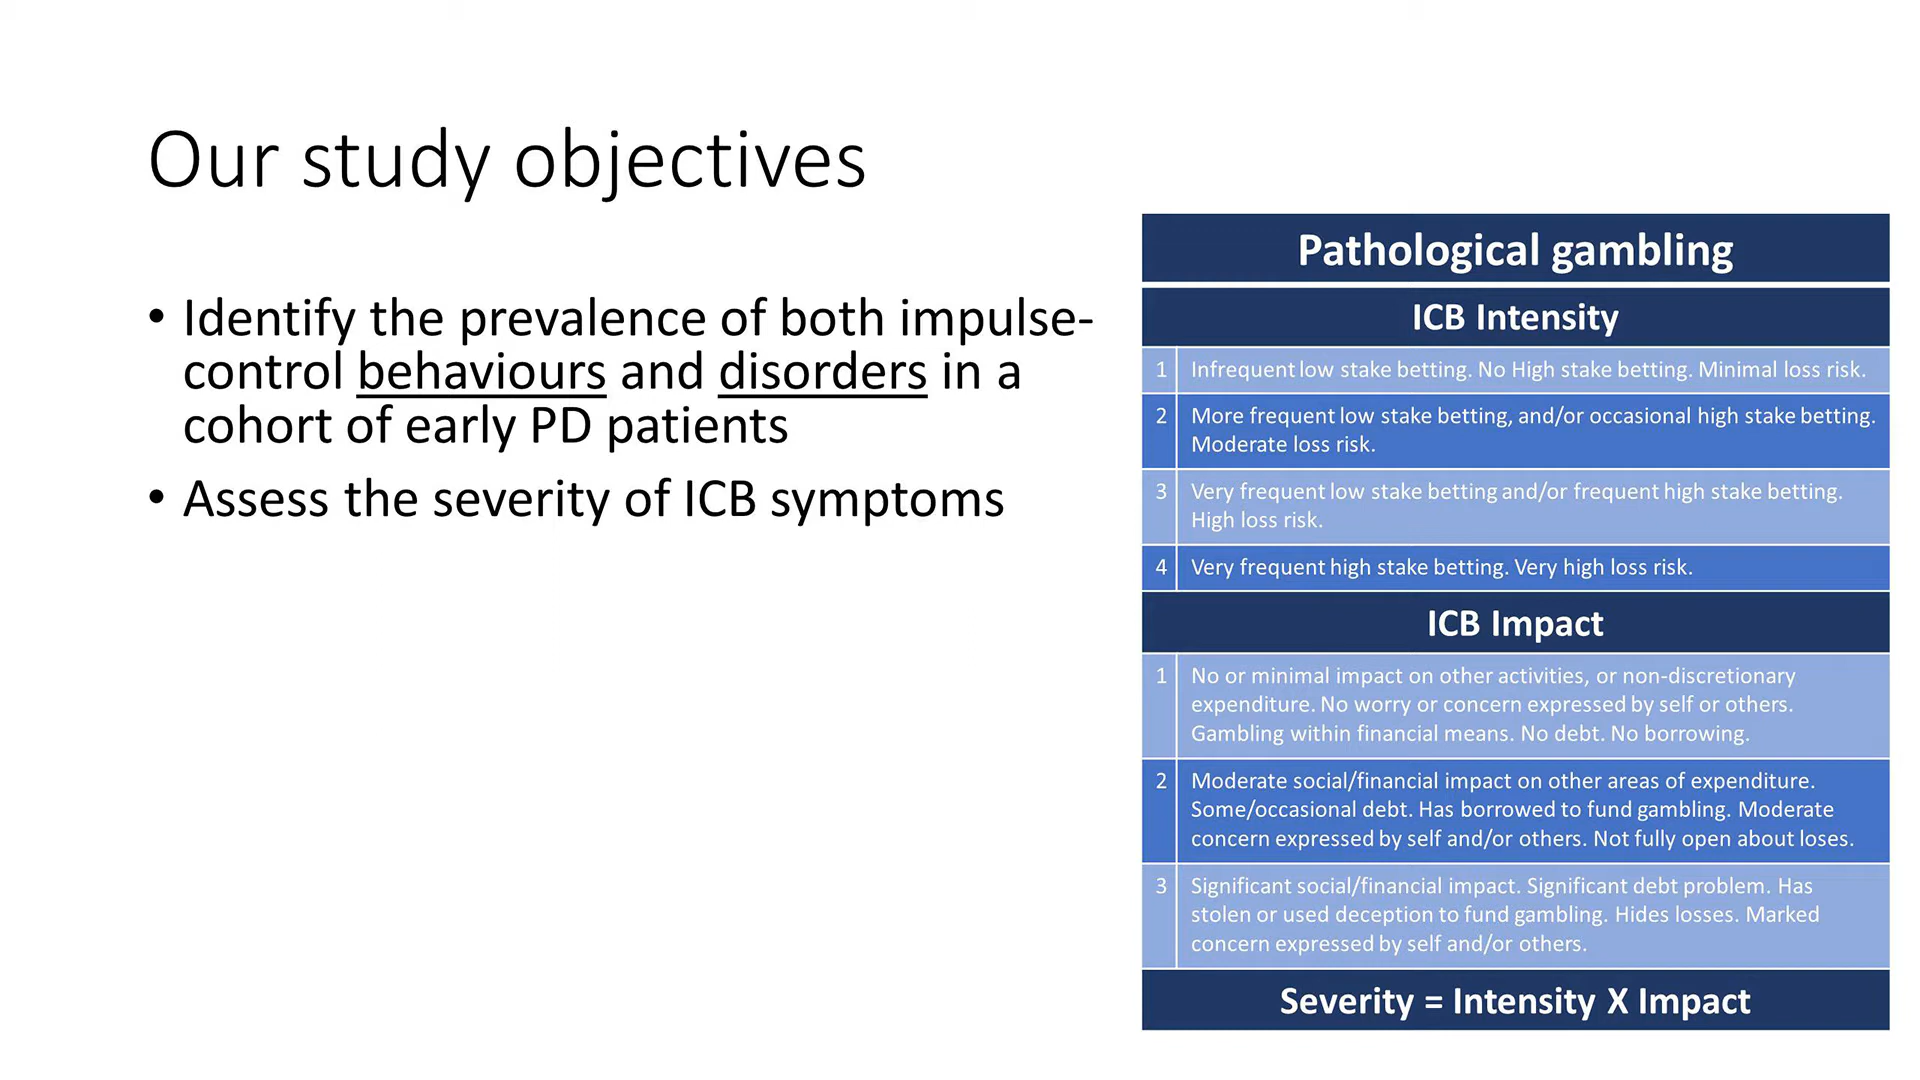 Our study objectives
• Identify the prevalence of both impulse-
control behaviours and disorders in a
cohort of early PD patients
• Assess the severity of ICB symptoms
Pathological gambling
ICB Intensity
1 Infrequent low stake betting. No High stake betting. Minimal loss risk.
2 More frequent low stake betting, and/or occasional high stake betting.
Moderate loss risk.
3 Very frequent low stake betting and/or frequent high stake betting.
High loss risk.
4 Very frequent high stake betting. Very high loss risk.
ICB Impact
1 No or minimal impact on other activities, or non-discretionary
expenditure. No worry or concern expressed by self or others.
Gambling within financial means. No debt. No borrowing.
2 Moderate social/financial impact on other areas of expenditure.
Some/occasional debt. Has borrowed to fund gambling. Moderate
concern expressed by self and/or others. Not fully open about loses.
3 Significant social/financial impact. Significant debt problem. Has
stolen or used deception to fund gambling. Hides losses. Marked
concern expressed by self and/or others.
Severity = Intensity X Impact